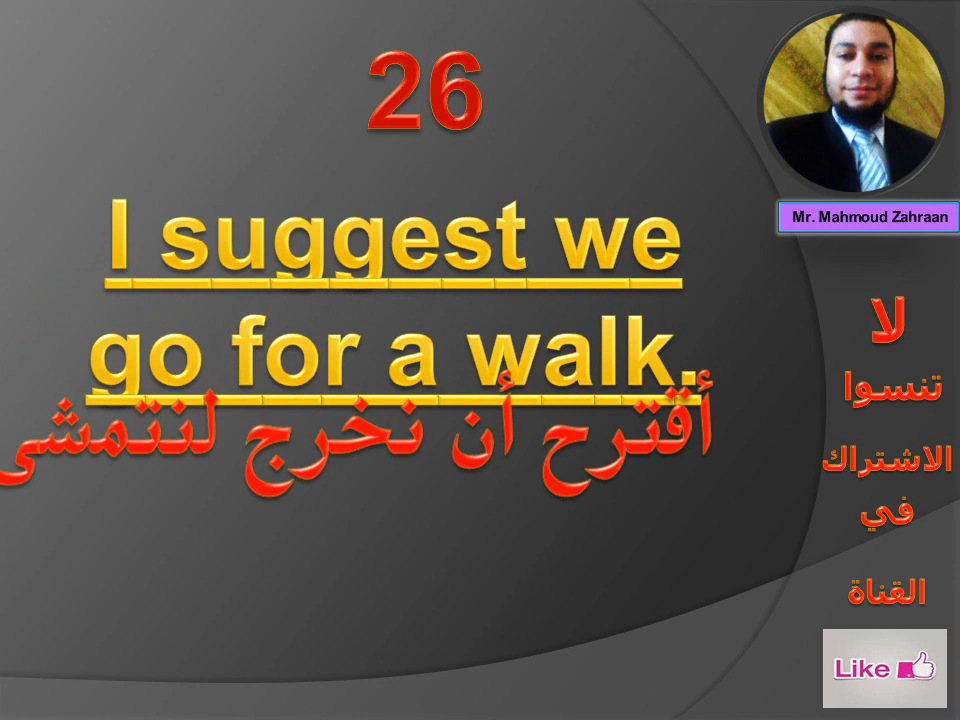 26
I suggest we
go for a walk.
أقترح أن نخرج لنتمشى
Mr. Mahmoud Zahraan
لا
تنسوا
الاشتراك
في
القناة
Like